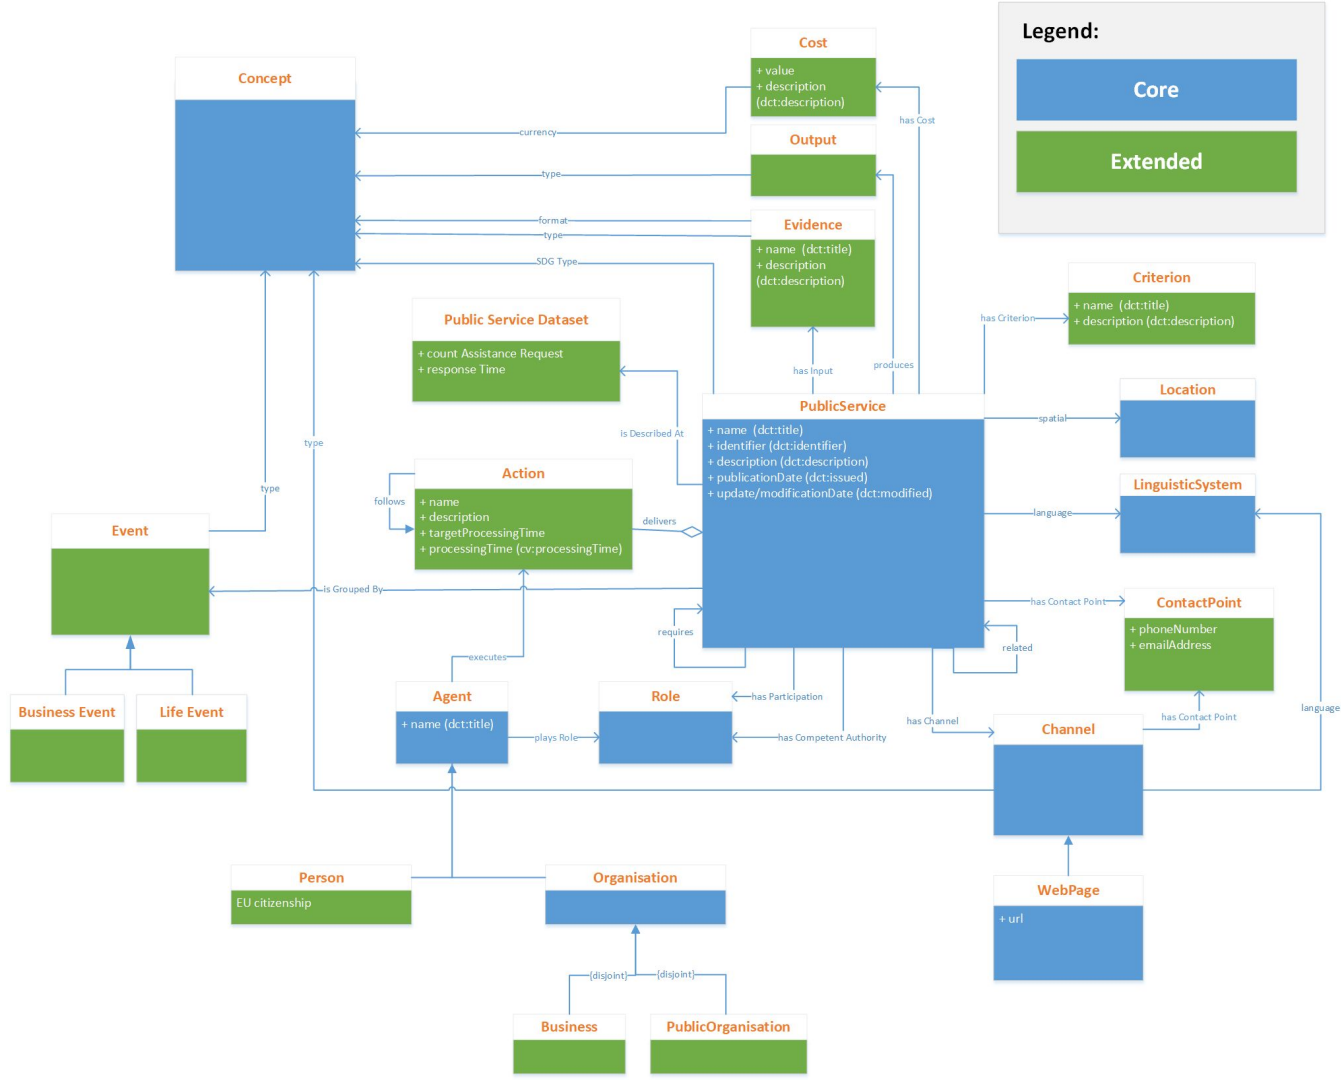 Legend:
Core
Extended
Concept
Cost
+ value
+ description
(dct:description)
has Cost
currency
Output
type
format
type
SDG Type
Evidence
+ name  (dct:title)
+ description
(dct:description)
Criterion
+ name  (dct:title)
+ description (dct:description)
has Criterion
Public Service Dataset
+ count Assistance Request
+ response Time
has Input
produces
Location
spatial
PublicService
+ name  (dct:title)
+ identifier (dct:identifier)
+ description (dct:description)
+ publicationDate (dct:issued)
+ update/modificationDate (dct:modified)
is Described At
type
LinguisticSystem
language
Action
+ name
+ description
+ targetProcessingTime
+ processingTime (cv:processingTime)
follows
delivers
type
Event
is Grouped By
has Contact Point
ContactPoint
+ phoneNumber
+ emailAddress
requires
related
executes
Business Event
Life Event
Agent
+ name (dct:title)
plays Role
Role
has Participation
has Competent Authority
has Channel
Channel
has Contact Point
language
Person
EU citizenship
Organisation
WebPage
+ url
{disjoint}
{disjoint}
Business
PublicOrganisation